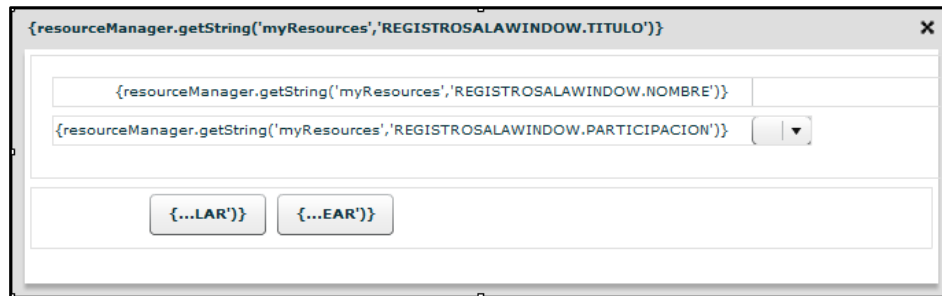 {resourceManager.getString('myResources','REGISTROSALAWINDOW.TITULO')}
{resourceManager.getString('myResources','REGISTROSALAWINDOW.NOMBRE')}
{resourceManager.getString('myResources','REGISTROSALAWINDOW.PARTICIPACION')}
{...LAR')} {...EAR')}